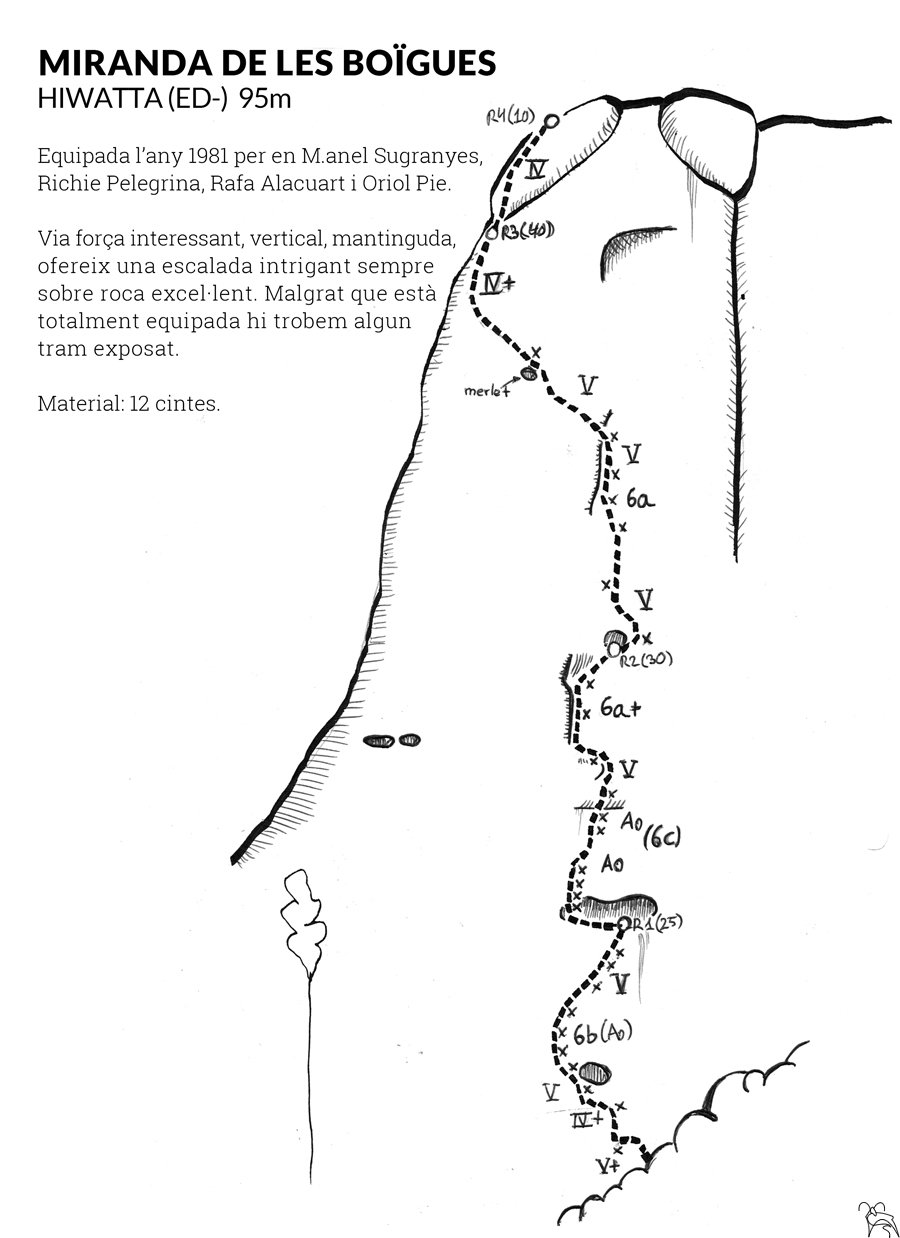 MIRANDA DE LES BOÏGUES
HIWATTA (ED-) 95m
Equipada l'any 1981 per en M.anel Sugranyes,
Richie Pelegrina, Rafa Alacuart i Oriol Pie.
Via força interessant, vertical, mantinguda,
ofereix una escalada intrigant sempre
sobre roca excel·lent. Malgrat que està
totalment equipada hi trobem algun
tram exposat.
Material: 12 cintes.
R4(10)
IV
R3(40)
IV+
merlet
V
V
6a
V
R2(30)
6a+
V
A0
(6c)
A0
R1(25)
V
6b(A0)
V
IV+
V+